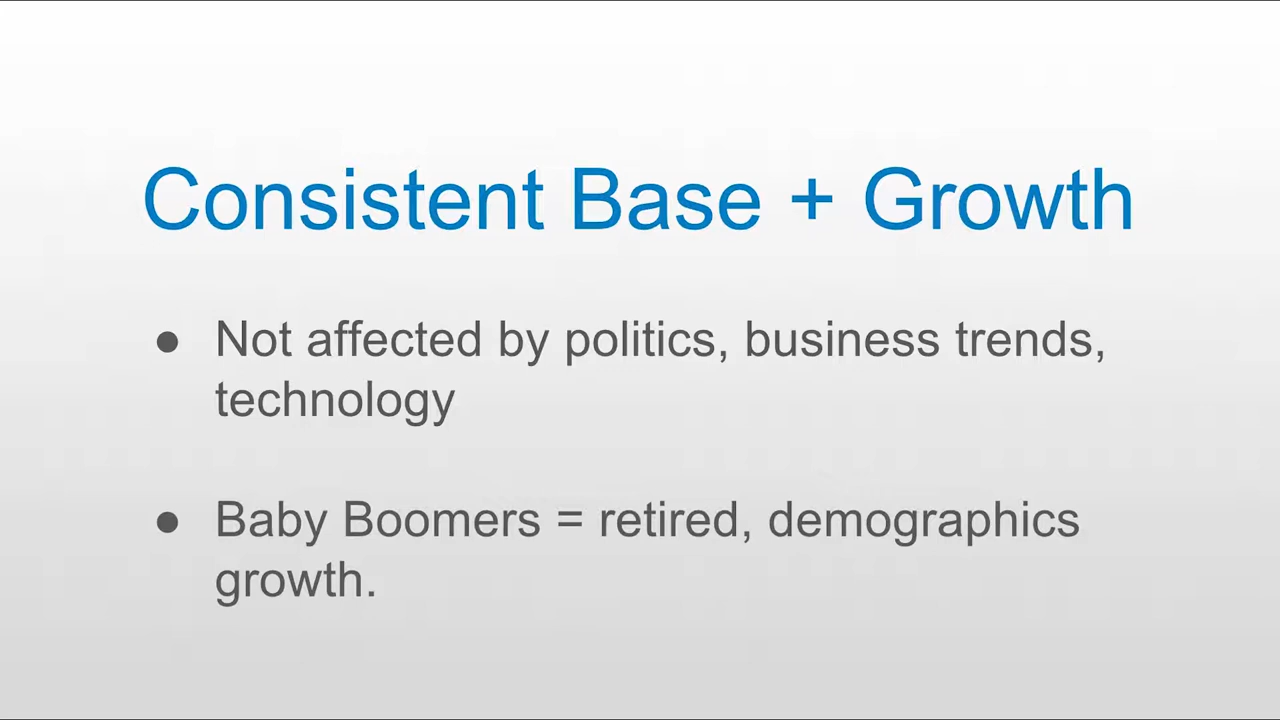 Consistent Base + Growth
● Not affected by politics, business trends,
technology
● Baby Boomers = retired, demographics
growth.